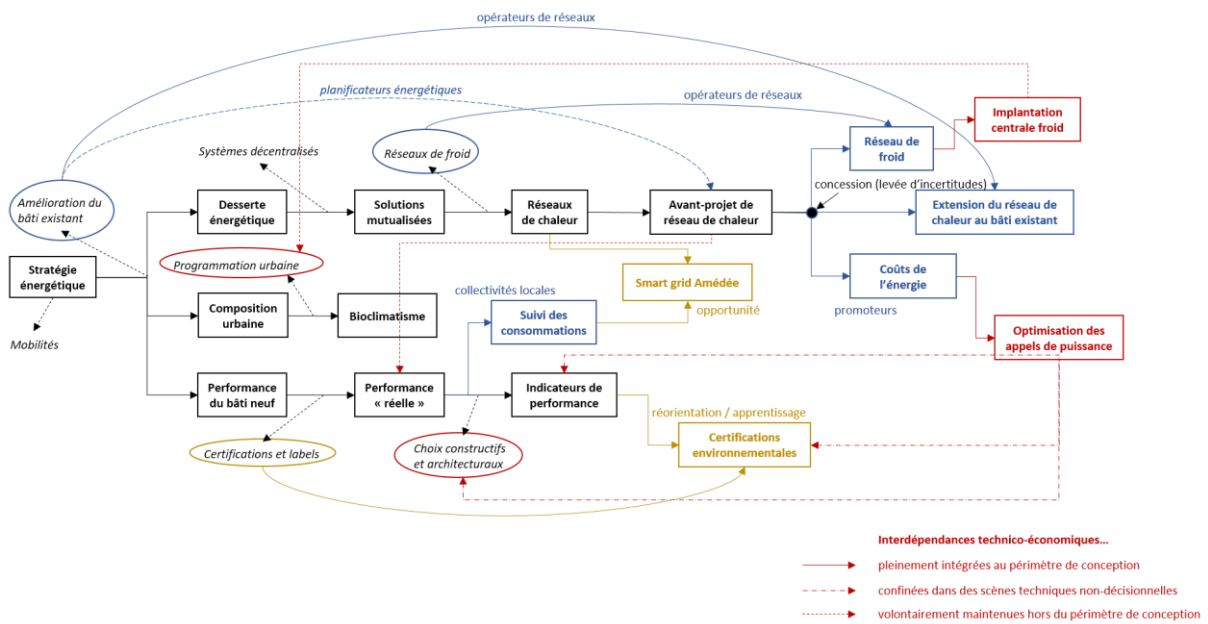 opérateurs de réseaux
planificateurs énergétiques
opérateurs de réseaux
Implantation
centrale froid
Systèmes décentralisés
Réseaux de froid
Réseau de
froid
concession (levée d'incertitudes)
Amélioration du
bâti existant
Desserte
énergétique
Solutions
mutualisées
Réseaux
de chaleur
Avant-projet de
réseau de chaleur
Extension du réseau de
chaleur au bâti existant
Stratégie
énergétique
Programmation urbaine
Smart grid Amédée
Coûts de
l'énergie
collectivités locales
opportunité
promoteurs
Composition
urbaine
Bioclimatisme
Suivi des
consommations
Optimisation des
appels de puissance
Mobilités
Performance
du bâti neuf
Performance
« réelle »
Indicateurs de
performance
réorientation / apprentissage
Certifications et labels
Choix constructifs
et architecturaux
Certifications
environnementales
Interdépendances technico-économiques...
pleinement intégrées au périmètre de conception
confinées dans des scènes techniques non-décisionnelles
volontairement maintenues hors du périmètre de conception